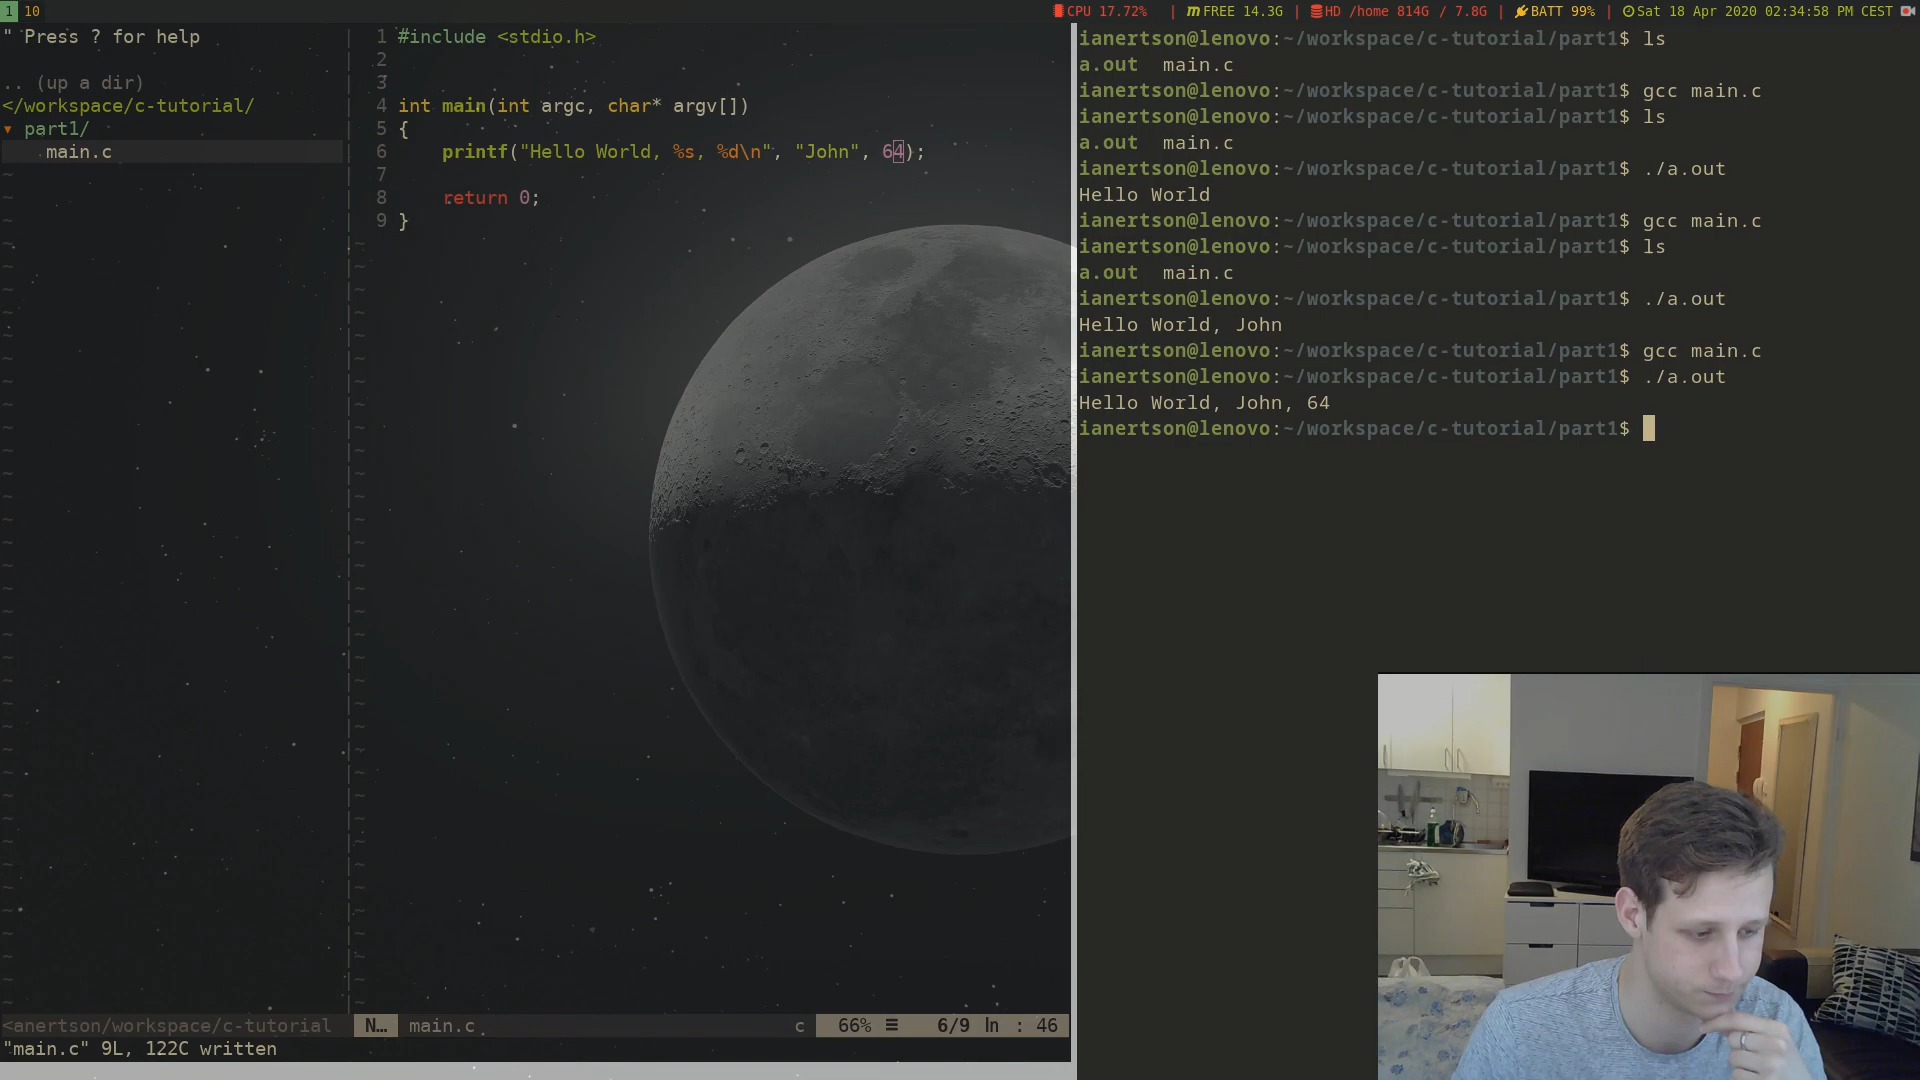 1 10
CPU 17.72% | m FREE 14.3G | HD /home 814G / 7.8G | BATT 99% | Sat 18 Apr 2020 02:34:58 PM CEST
" Press ? for help
.. (up a dir)
</workspace/c-tutorial/
▾ part1/
main.c
1 #include <stdio.h>
2
3
4 int main(int argc, char* argv[])
5 {
6 printf("Hello World, %s, %d\n", "John", 64);
7
8 return 0;
9 }
<anertson/workspace/c-tutorial
N… main.c c 66% ☰ 6/9 ln : 46
"main.c" 9L, 122C written
ianertson@lenovo:~/workspace/c-tutorial/part1$ ls
a.out main.c
ianertson@lenovo:~/workspace/c-tutorial/part1$ gcc main.c
ianertson@lenovo:~/workspace/c-tutorial/part1$ ls
a.out main.c
ianertson@lenovo:~/workspace/c-tutorial/part1$ ./a.out
Hello World
ianertson@lenovo:~/workspace/c-tutorial/part1$ gcc main.c
ianertson@lenovo:~/workspace/c-tutorial/part1$ ls
a.out main.c
ianertson@lenovo:~/workspace/c-tutorial/part1$ ./a.out
Hello World, John
ianertson@lenovo:~/workspace/c-tutorial/part1$ gcc main.c
ianertson@lenovo:~/workspace/c-tutorial/part1$ ./a.out
Hello World, John, 64
ianertson@lenovo:~/workspace/c-tutorial/part1$